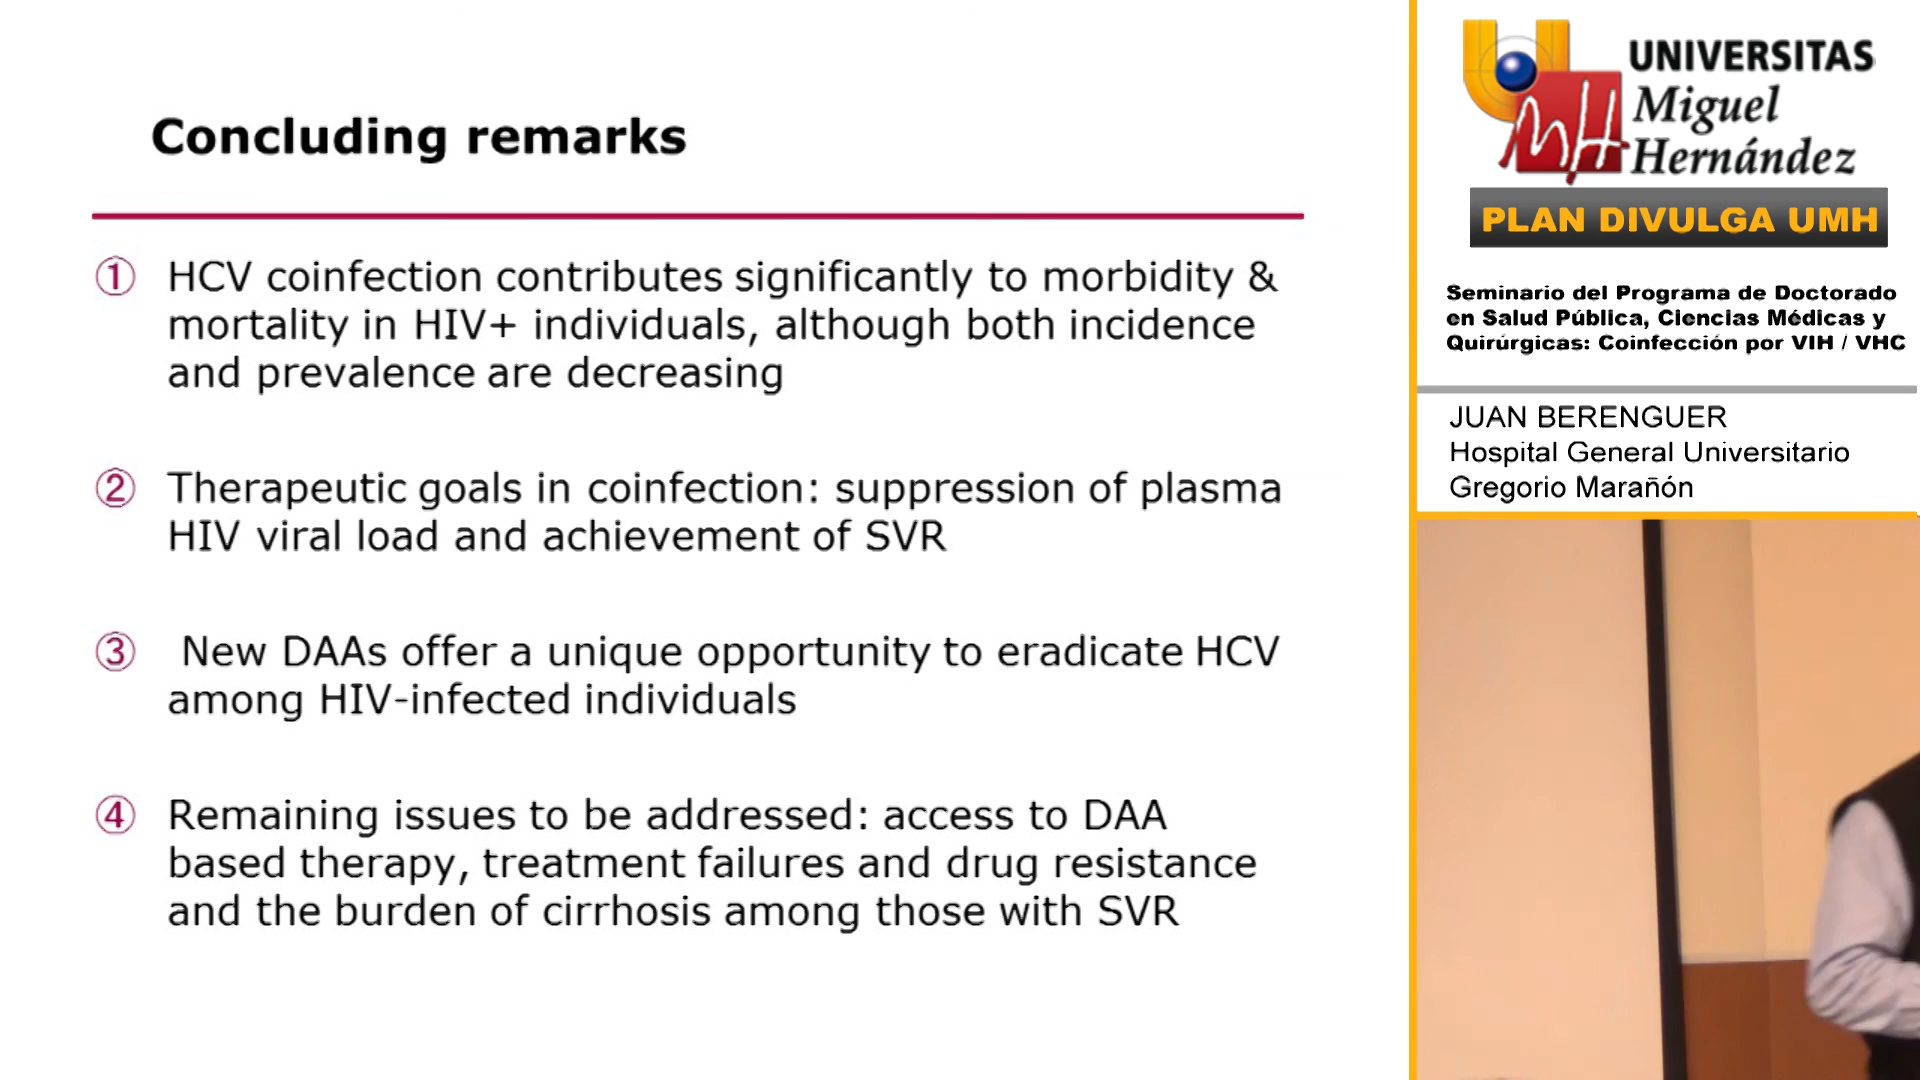 Concluding remarks
① HCV coinfection contributes significantly to morbidity &
mortality in HIV+ individuals, although both incidence
and prevalence are decreasing
② Therapeutic goals in coinfection: suppression of plasma
HIV viral load and achievement of SVR
③ New DAAs offer a unique opportunity to eradicate HCV
among HIV-infected individuals
④ Remaining issues to be addressed: access to DAA
based therapy, treatment failures and drug resistance
and the burden of cirrhosis among those with SVR
UNIVERSITAS
Miguel
Hernández
UMH
PLAN DIVULGA UMH
Seminario del Programa de Doctorado
en Salud Pública, Ciencias Médicas y
Quirúrgicas: Coinfección por VIH / VHC
JUAN BERENGUER
Hospital General Universitario
Gregorio Marañón